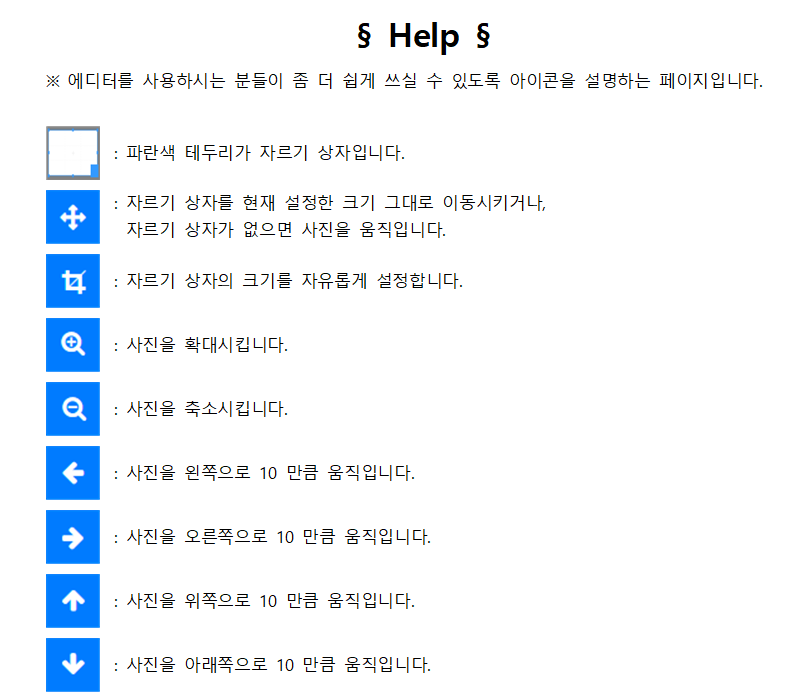 § Help §
※ 에디터를 사용하시는 분들이 좀 더 쉽게 쓰실 수 있도록 아이콘을 설명하는 페이지입니다.
: 파란색 테두리가 자르기 상자입니다.
: 자르기 상자를 현재 설정한 크기 그대로 이동시키거나,
자르기 상자가 없으면 사진을 움직입니다.
: 자르기 상자의 크기를 자유롭게 설정합니다.
: 사진을 확대시킵니다.
: 사진을 축소시킵니다.
: 사진을 왼쪽으로 10 만큼 움직입니다.
: 사진을 오른쪽으로 10 만큼 움직입니다.
: 사진을 위쪽으로 10 만큼 움직입니다.
: 사진을 아래쪽으로 10 만큼 움직입니다.